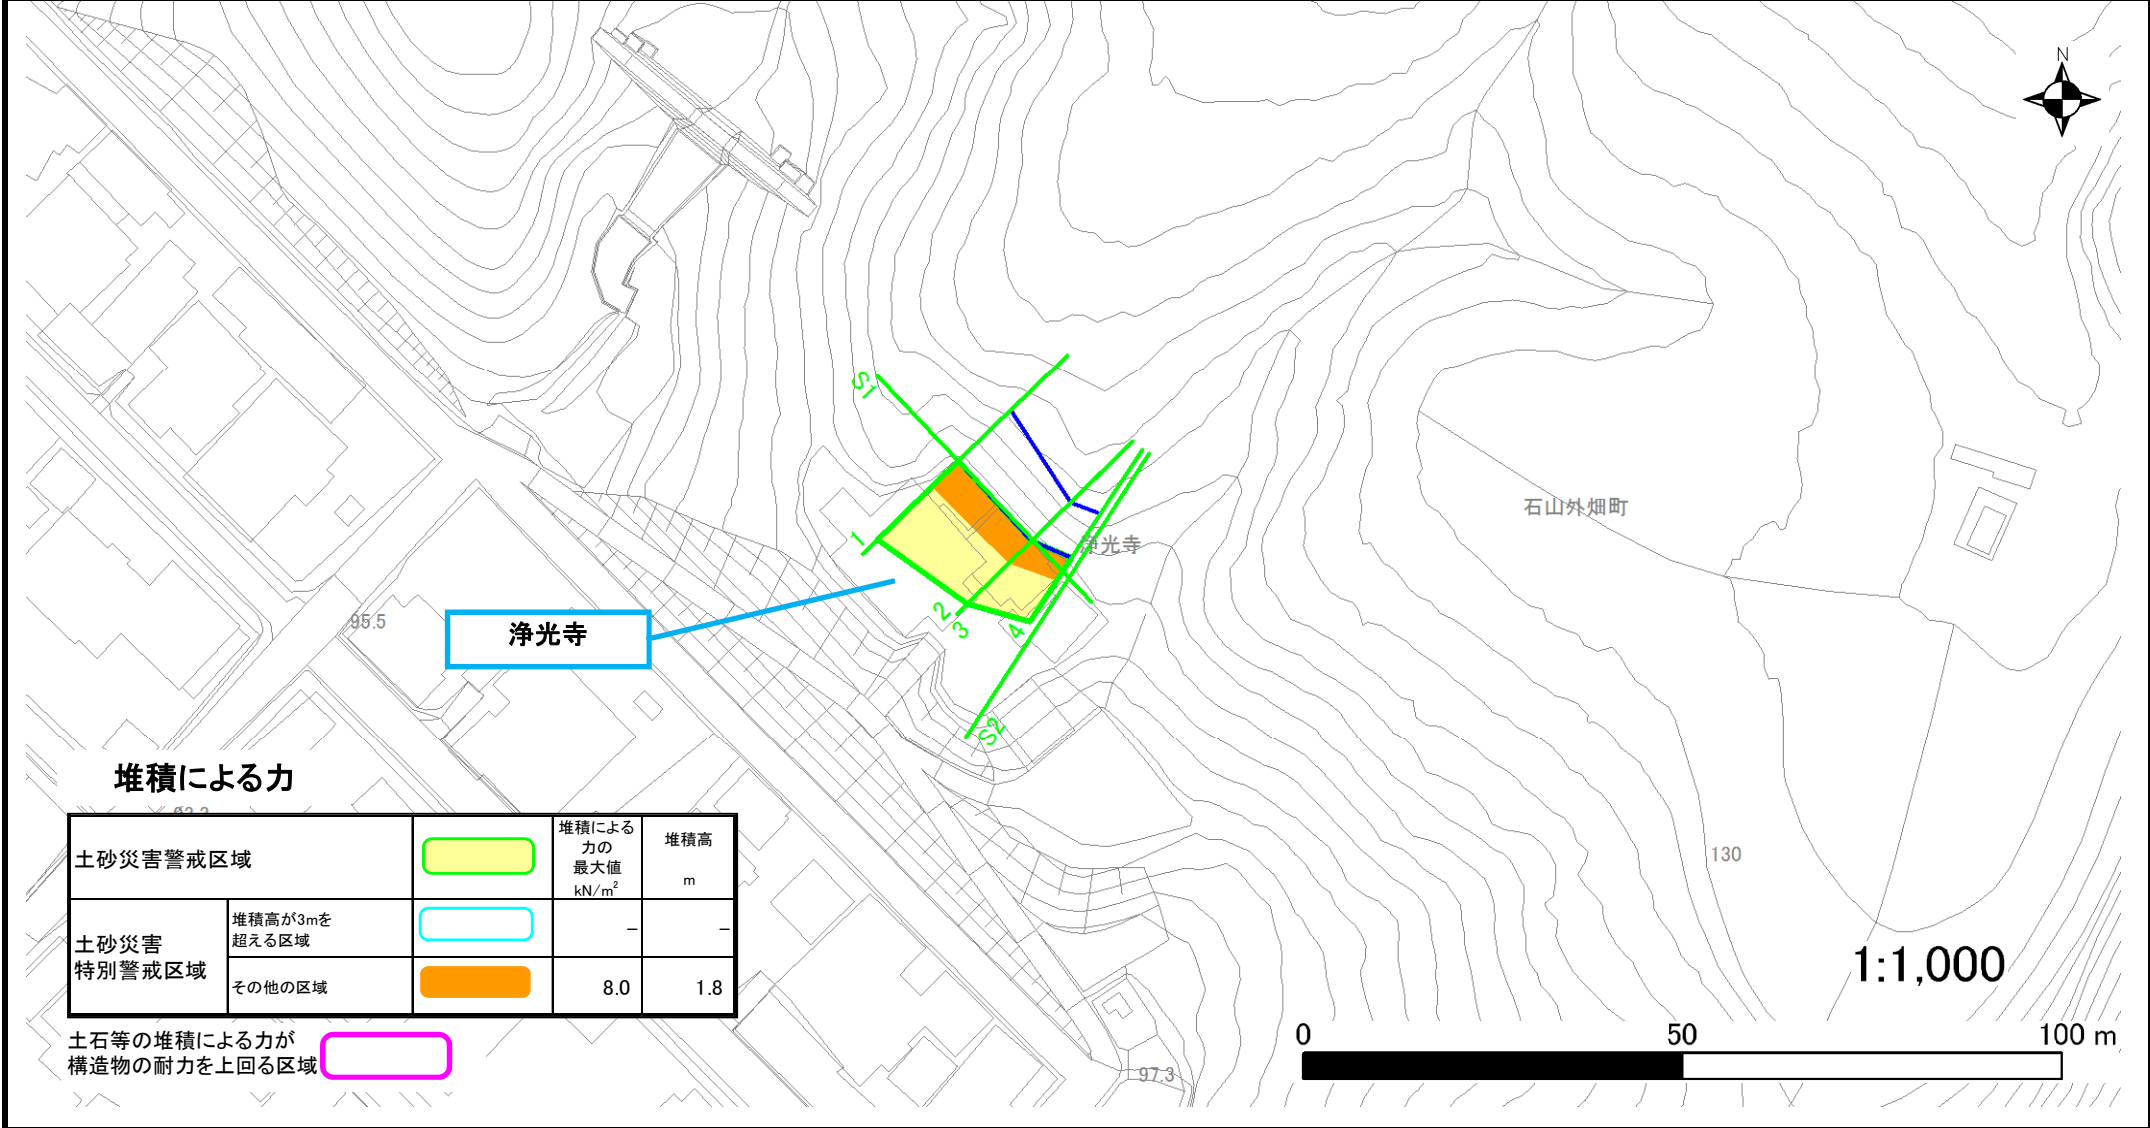 N
S1
石山外畑町
浄光寺
1
2
3
4
95.5
浄光寺
S2
堆積による力
土砂災害警戒区域
堆積による
力の
最大値
kN/m²
堆積高
m
土砂災害
特別警戒区域
堆積高が3mを
超える区域
−
−
その他の区域
8.0
1.8
130
1:1,000
土石等の堆積による力が
構造物の耐力を上回る区域
0
50
100 m
97.3